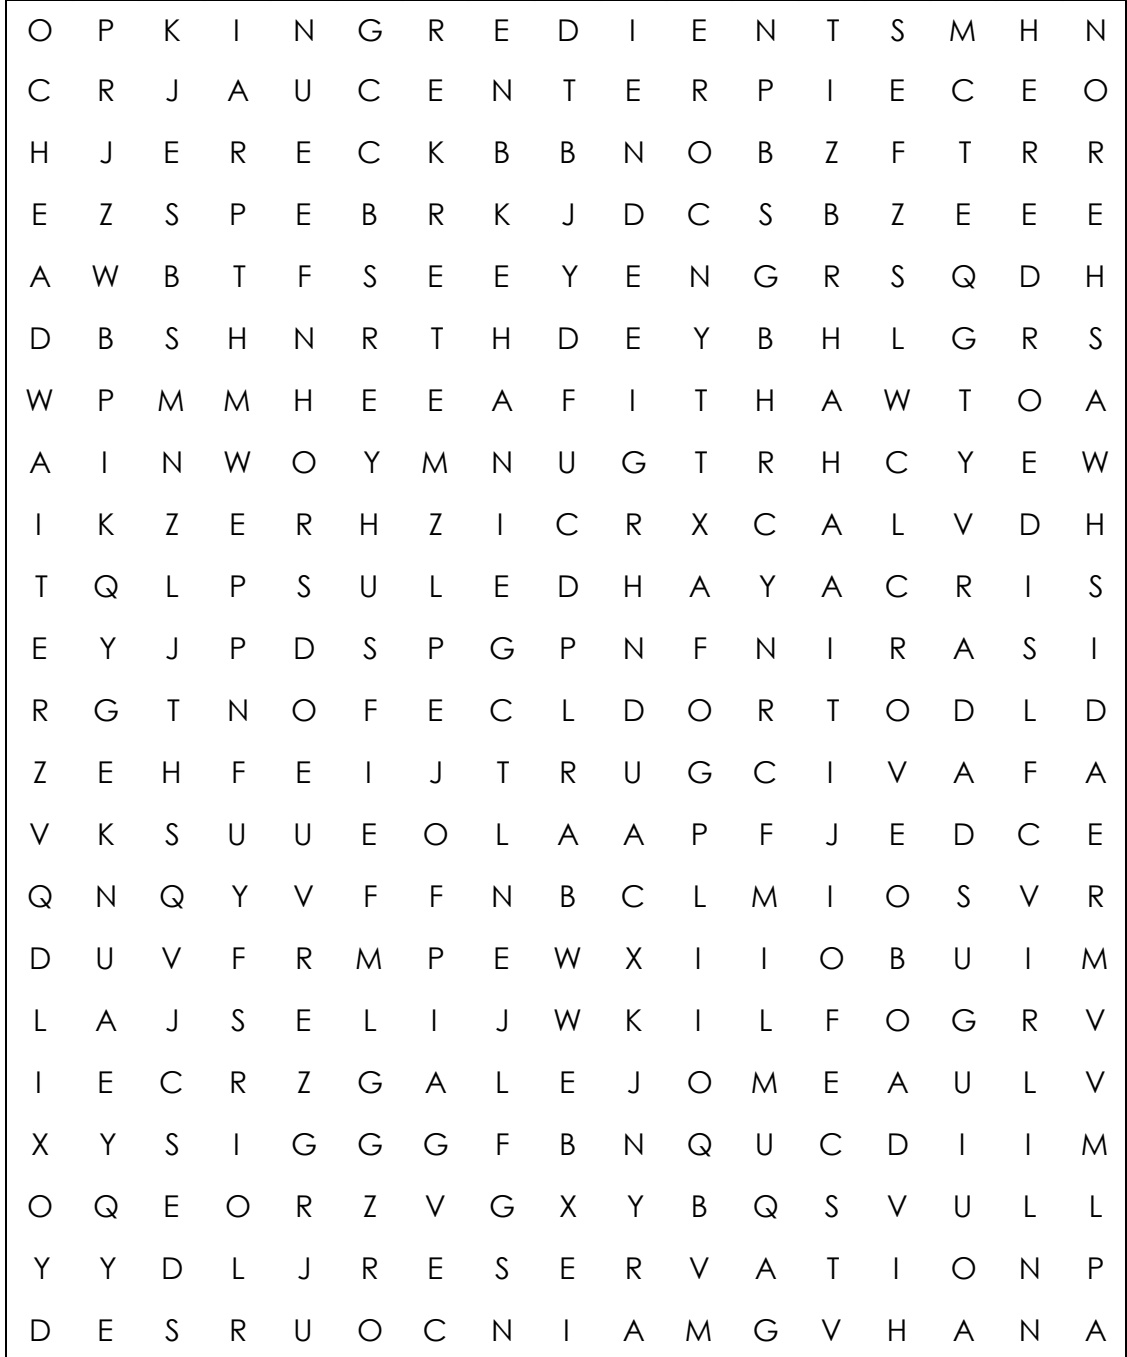 O P K I N G R E D I E N T S M H N
C R J A U C E N T E R P I E C E O
H J E R E C K B B N O B Z F T R R
E Z S P E B R K J D C S B Z E E E
A W B T F S E E Y E N G R S Q D H
D B S H N R T H D E Y B H L G R S
W P M M H E E A F I T H A W T O A
A I N W O Y M N U G T R H C Y E W
I K Z E R H Z I C R X C A L V D H
T Q L P S U L E D H A Y A C R I S
E Y J P D S P G P N F N I R A S I
R G T N O F E C L D O R T O D L D
Z E H F E I J T R U G C I V A F A
V K S U U E O L A A P F J E D C E
Q N Q Y V F F N B C L M I O S V R
D U V F R M P E W X I I O B U I M
L A J S E L I J W K I L F O G R V
I E C R Z G A L E J O M E A U L V
X Y S I G G G F B N Q U C D I I M
O Q E O R Z V G X Y B Q S V U L L
Y Y D L J R E S E R V A T I O N P
D E S R U O C N I A M G V H A N A